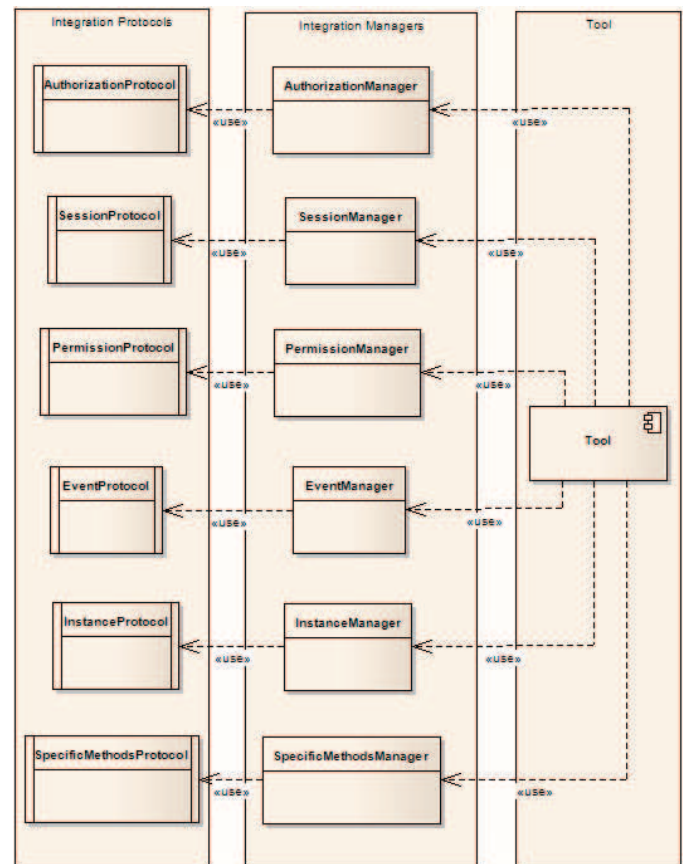 Integration Protocols
Integration Managers
Tool
AuthorizationProtocol
AuthorizationManager
«use»
«use»
SessionProtocol
SessionManager
«use»
«use»
PermissionProtocol
PermissionManager
«use»
«use»
Tool
EventProtocol
EventManager
«use»
«use»
InstanceProtocol
InstanceManager
«use»
«use»
SpecificMethodsProtocol
SpecificMethodsManager
«use»
«use»